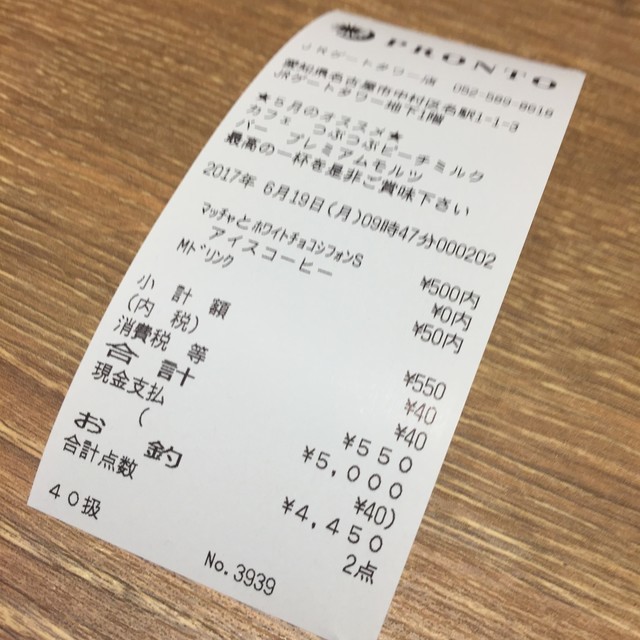 PRONTO
JRゲートタワー店 052-589-8019
愛知県名古屋市中村区名駅1-1-3
JRゲートタワー地下1階
★6月のオススメ★
カフェ つぶつぶピーチミルク
バー プレミアムモルツ
最高の一杯を是非ご賞味下さい
2017年 6月19日(月)09時47分000202
マッチャとホワイトチョコシフォンS ¥500内
アイスコーヒー ¥0内
Mドリンク ¥50内
小計額 ¥550
(内税) ¥40
消費税等 ¥40
合計 ¥550
現金支払 ¥5,000
( ¥40)
お釣 ¥4,450
合計点数 2点
40扱
No.3939